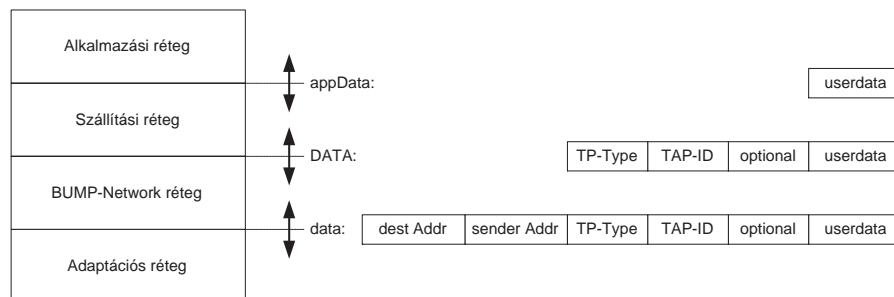 Alkalmazási réteg
appData:
userdata
Szállítási réteg
DATA:
TP-Type TAP-ID optional userdata
BUMP-Network réteg
data: dest Addr sender Addr TP-Type TAP-ID optional userdata
Adaptációs réteg